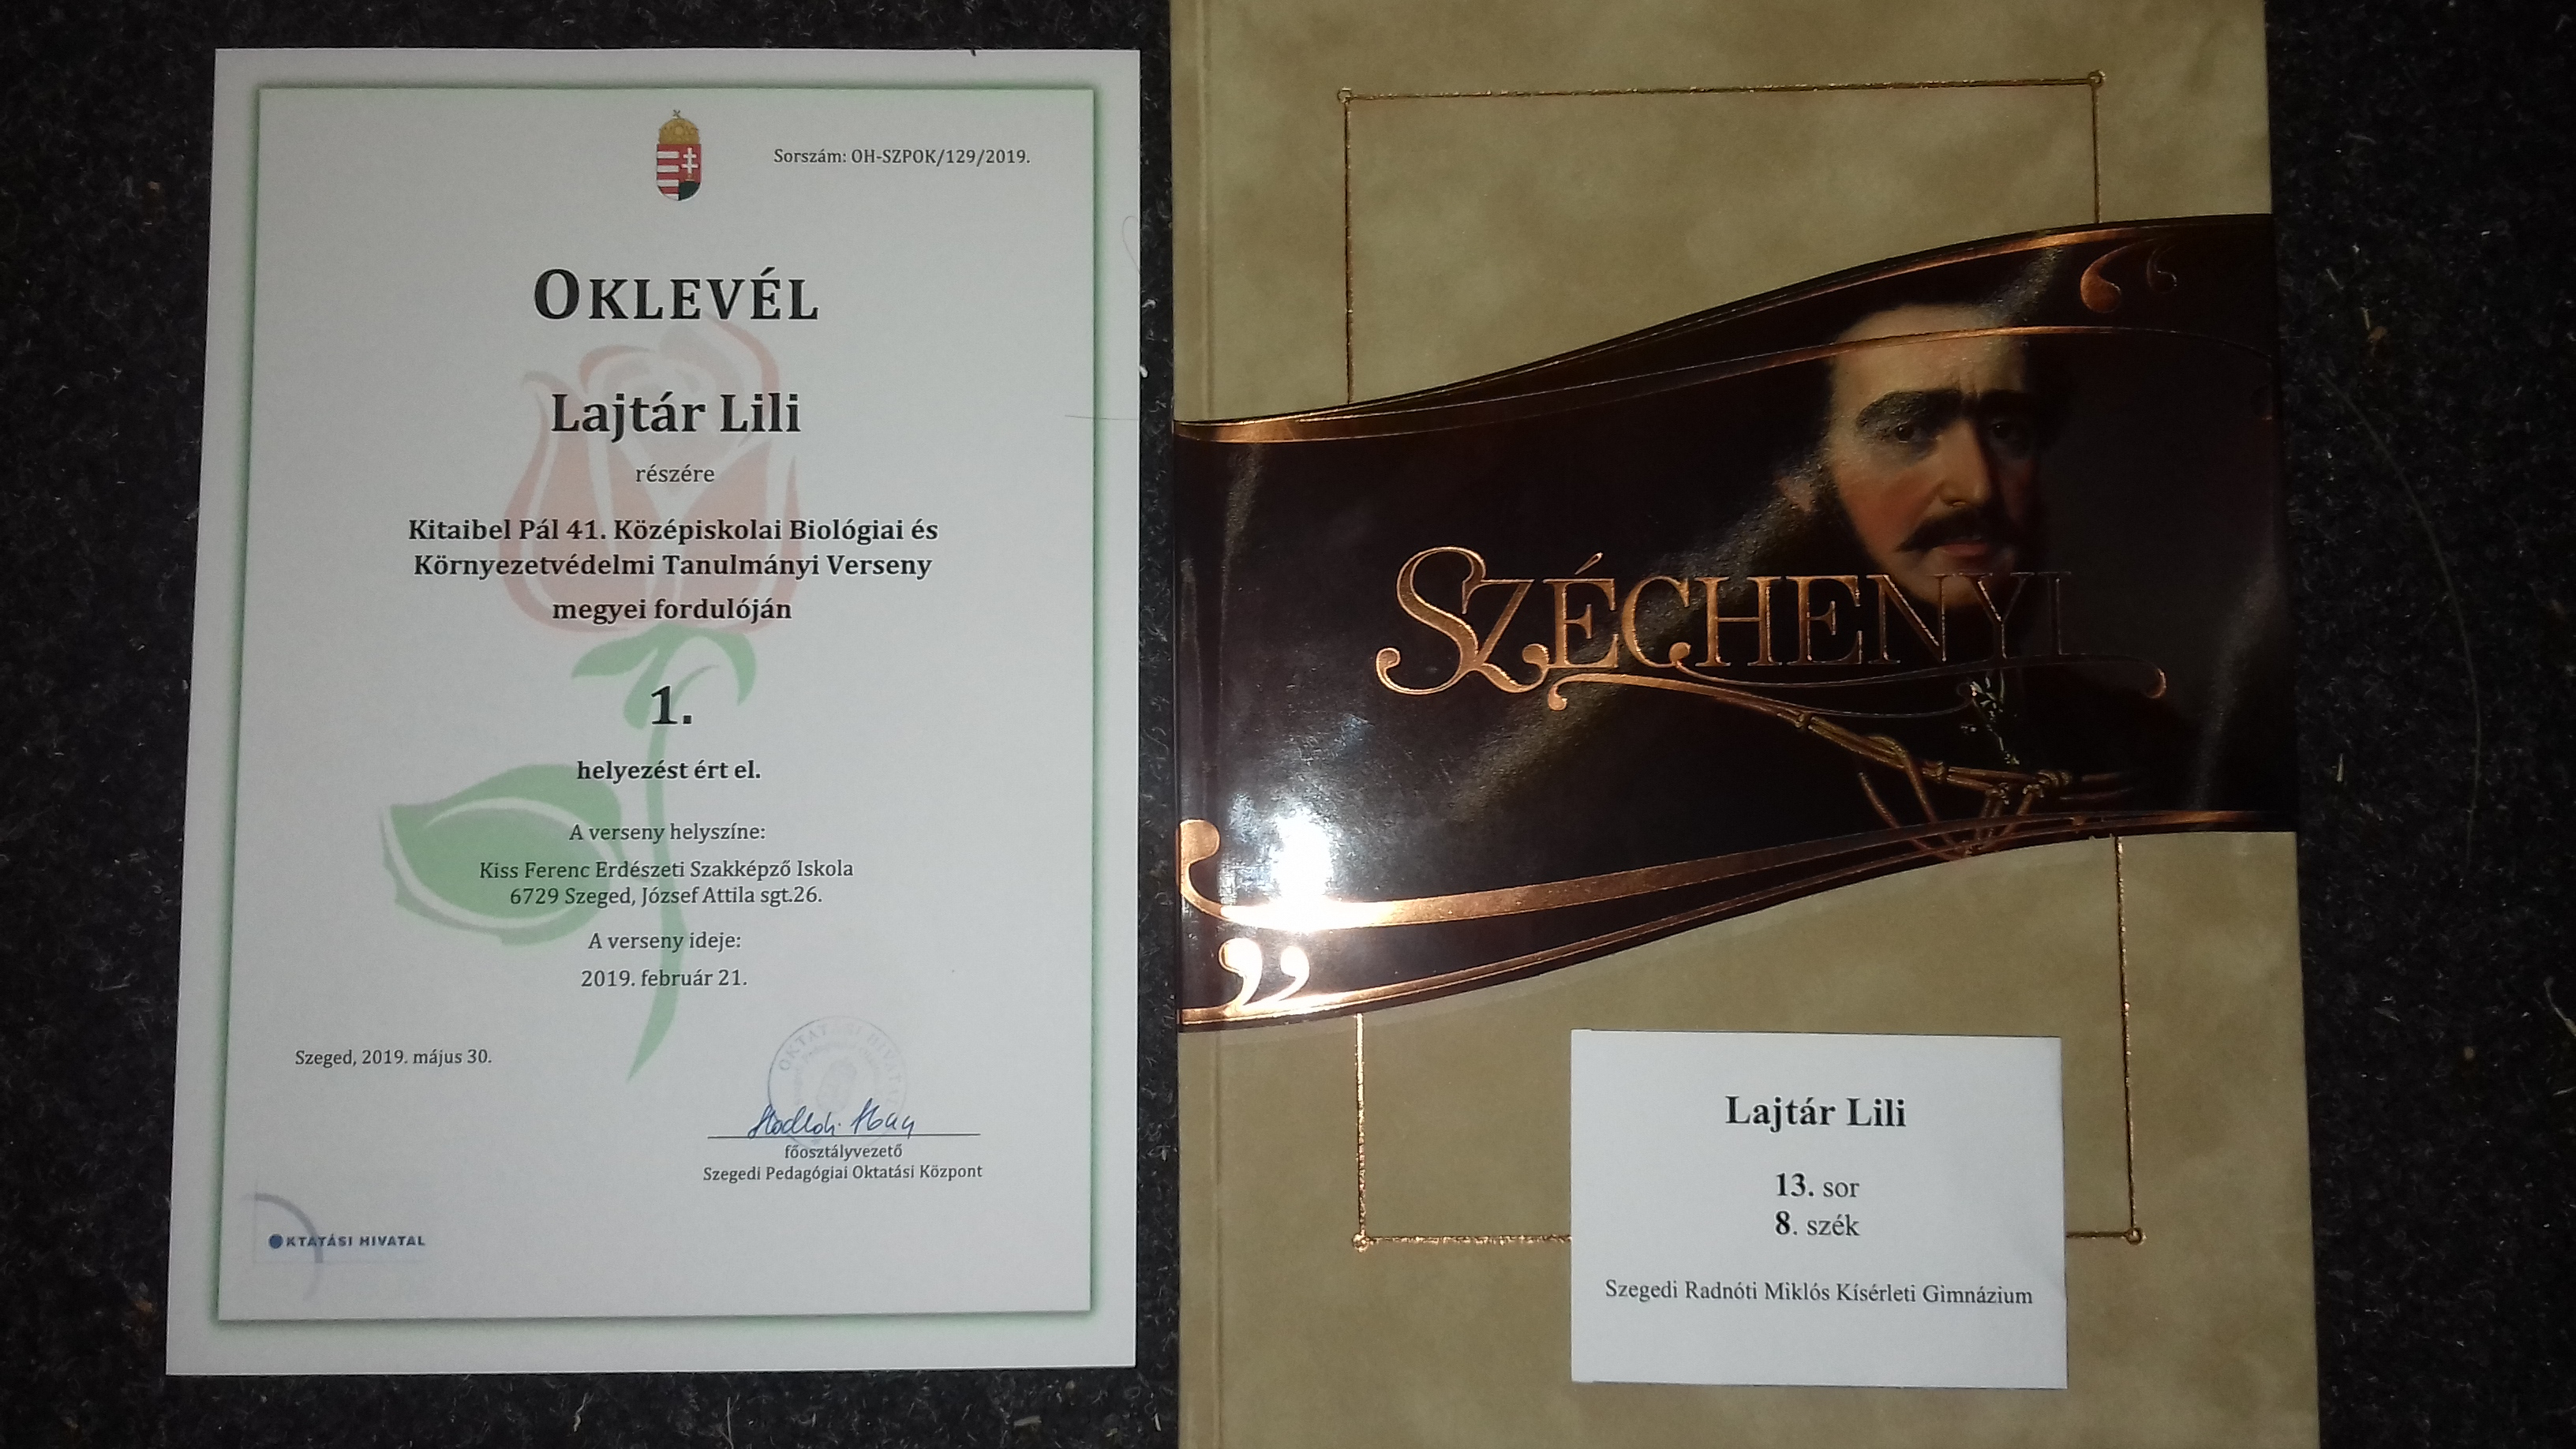 Sorszám: OH-SZPOK/129/2019.
OKLEVÉL
Lajtár Lili
részére
Kitaibel Pál 41. Középiskolai Biológiai és
Környezetvédelmi Tanulmányi Verseny
megyei fordulóján
1.
helyezést ért el.
A verseny helyszíne:
Kiss Ferenc Erdészeti Szakképző Iskola
6729 Szeged, József Attila sgt.26.
A verseny ideje:
2019. február 21.
Szeged, 2019. május 30.
OKTATÁSI HIVATAL
főosztályvezető
Szegedi Pedagógiai Oktatási Központ
OKTATÁSI HIVATAL
SZÉCHENYI
Lajtár Lili
13. sor
8. szék
Szegedi Radnóti Miklós Kísérleti Gimnázium